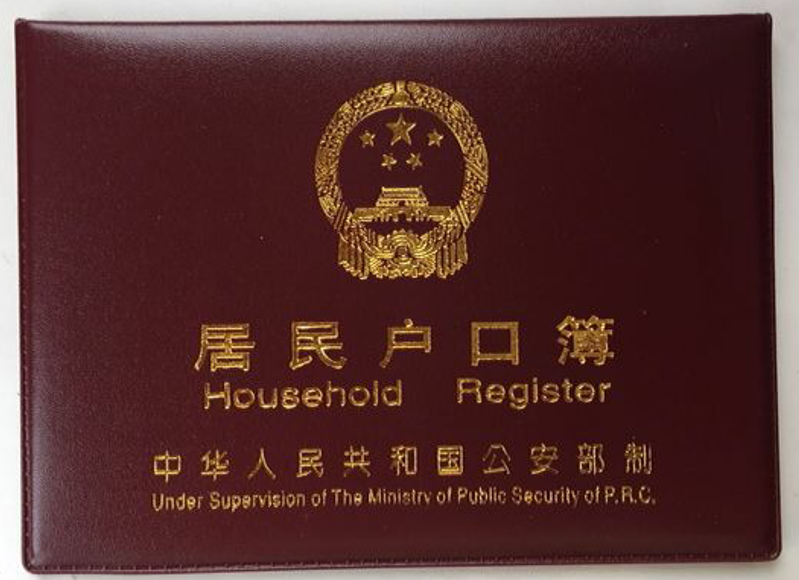 居民户口簿
Household Register
中华人民共和国公安部制
Under Supervision of The Ministry of Public Security of P.R.C.